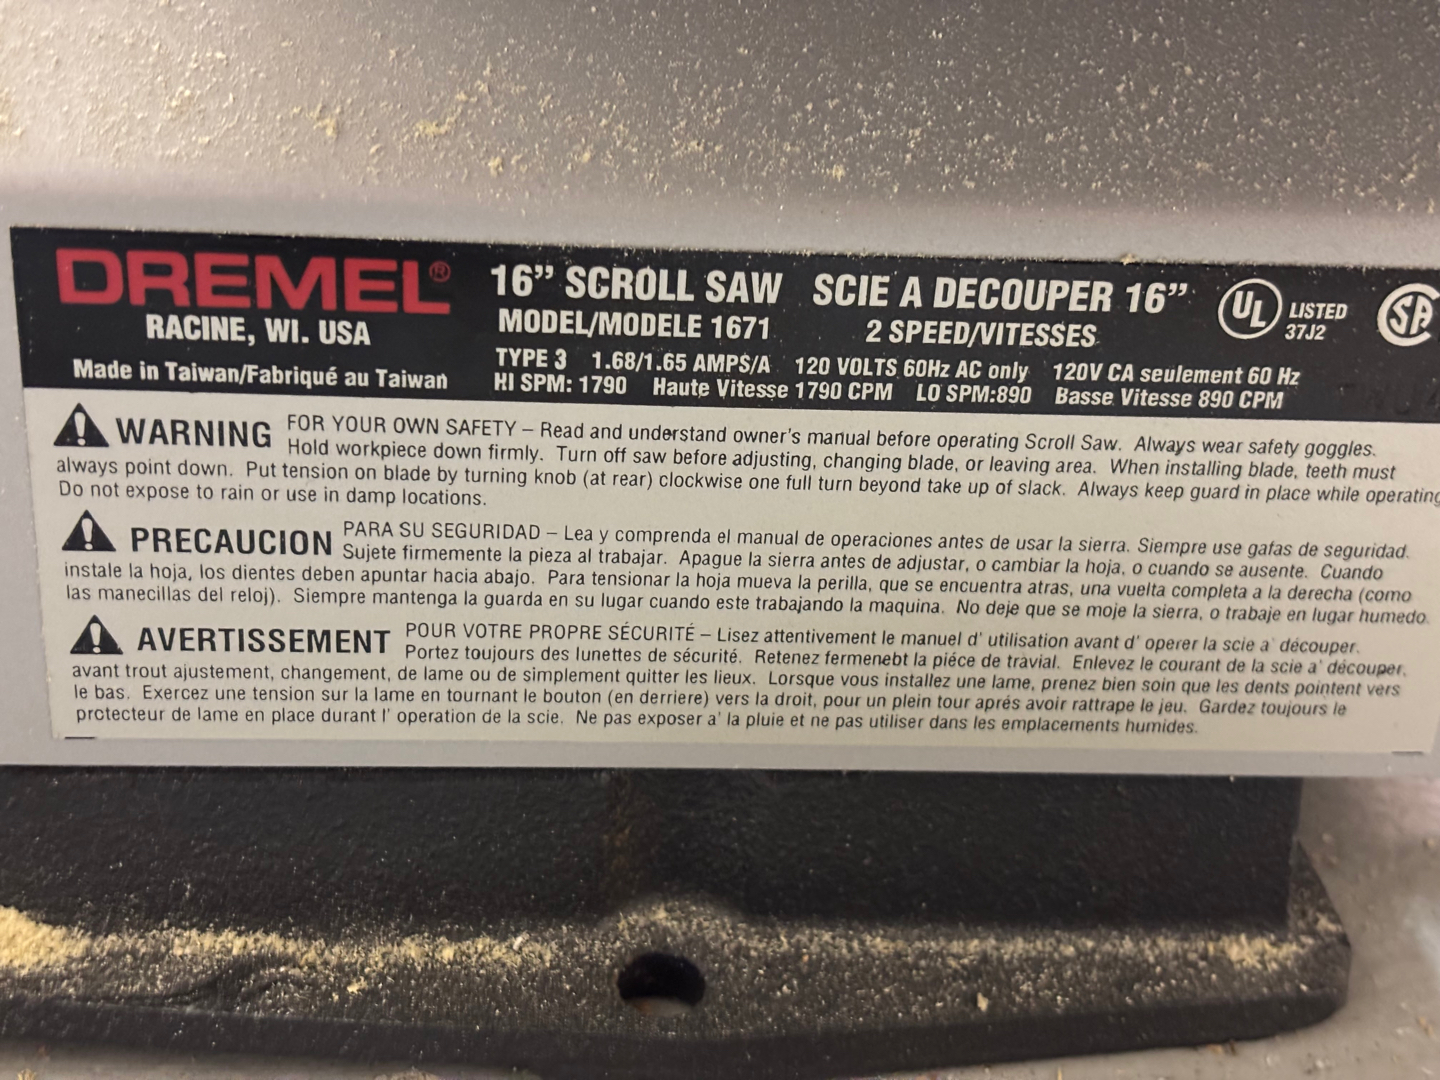 DREMEL®
RACINE, WI. USA
Made in Taiwan/Fabriqué au Taiwan
16” SCROLL SAW SCIE A DECOUPER 16”
MODEL/MODELE 1671 2 SPEED/VITESSES
TYPE 3 1.68/1.65 AMPS/A 120 VOLTS 60Hz AC only 120V CA seulement 60 Hz
HI SPM: 1790 Haute Vitesse 1790 CPM LO SPM:890 Basse Vitesse 890 CPM
UL LISTED
37J2
SA
WARNING FOR YOUR OWN SAFETY – Read and understand owner's manual before operating Scroll Saw. Always wear safety goggles.
Hold workpiece down firmly. Turn off saw before adjusting, changing blade, or leaving area. When installing blade, teeth must
always point down. Put tension on blade by turning knob (at rear) clockwise one full turn beyond take up of slack. Always keep guard in place while operating
Do not expose to rain or use in damp locations.
PRECAUCION PARA SU SEGURIDAD – Lea y comprenda el manual de operaciones antes de usar la sierra. Siempre use gafas de seguridad.
Sujete firmemente la pieza al trabajar. Apague la sierra antes de adjustar, o cambiar la hoja, o cuando se ausente. Cuando
instale la hoja, los dientes deben apuntar hacia abajo. Para tensionar la hoja mueva la perilla, que se encuentra atras, una vuelta completa a la derecha (como
las manecillas del reloj). Siempre mantenga la guarda en su lugar cuando este trabajando la maquina. No deje que se moje la sierra, o trabaje en lugar humedo.
AVERTISSEMENT POUR VOTRE PROPRE SÉCURITÉ – Lisez attentivement le manuel d' utilisation avant d' operer la scie a' découper.
Portez toujours des lunettes de sécurité. Retenez fermenebt la piéce de travial. Enlevez le courant de la scie a' découper,
avant trout ajustement, changement, de lame ou de simplement quitter les lieux. Lorsque vous installez une lame, prenez bien soin que les dents pointent vers
le bas. Exercez une tension sur la lame en tournant le bouton (en derriere) vers la droit, pour un plein tour aprés avoir rattrape le jeu. Gardez toujours le
protecteur de lame en place durant l' operation de la scie. Ne pas exposer a' la pluie et ne pas utiliser dans les emplacements humides.